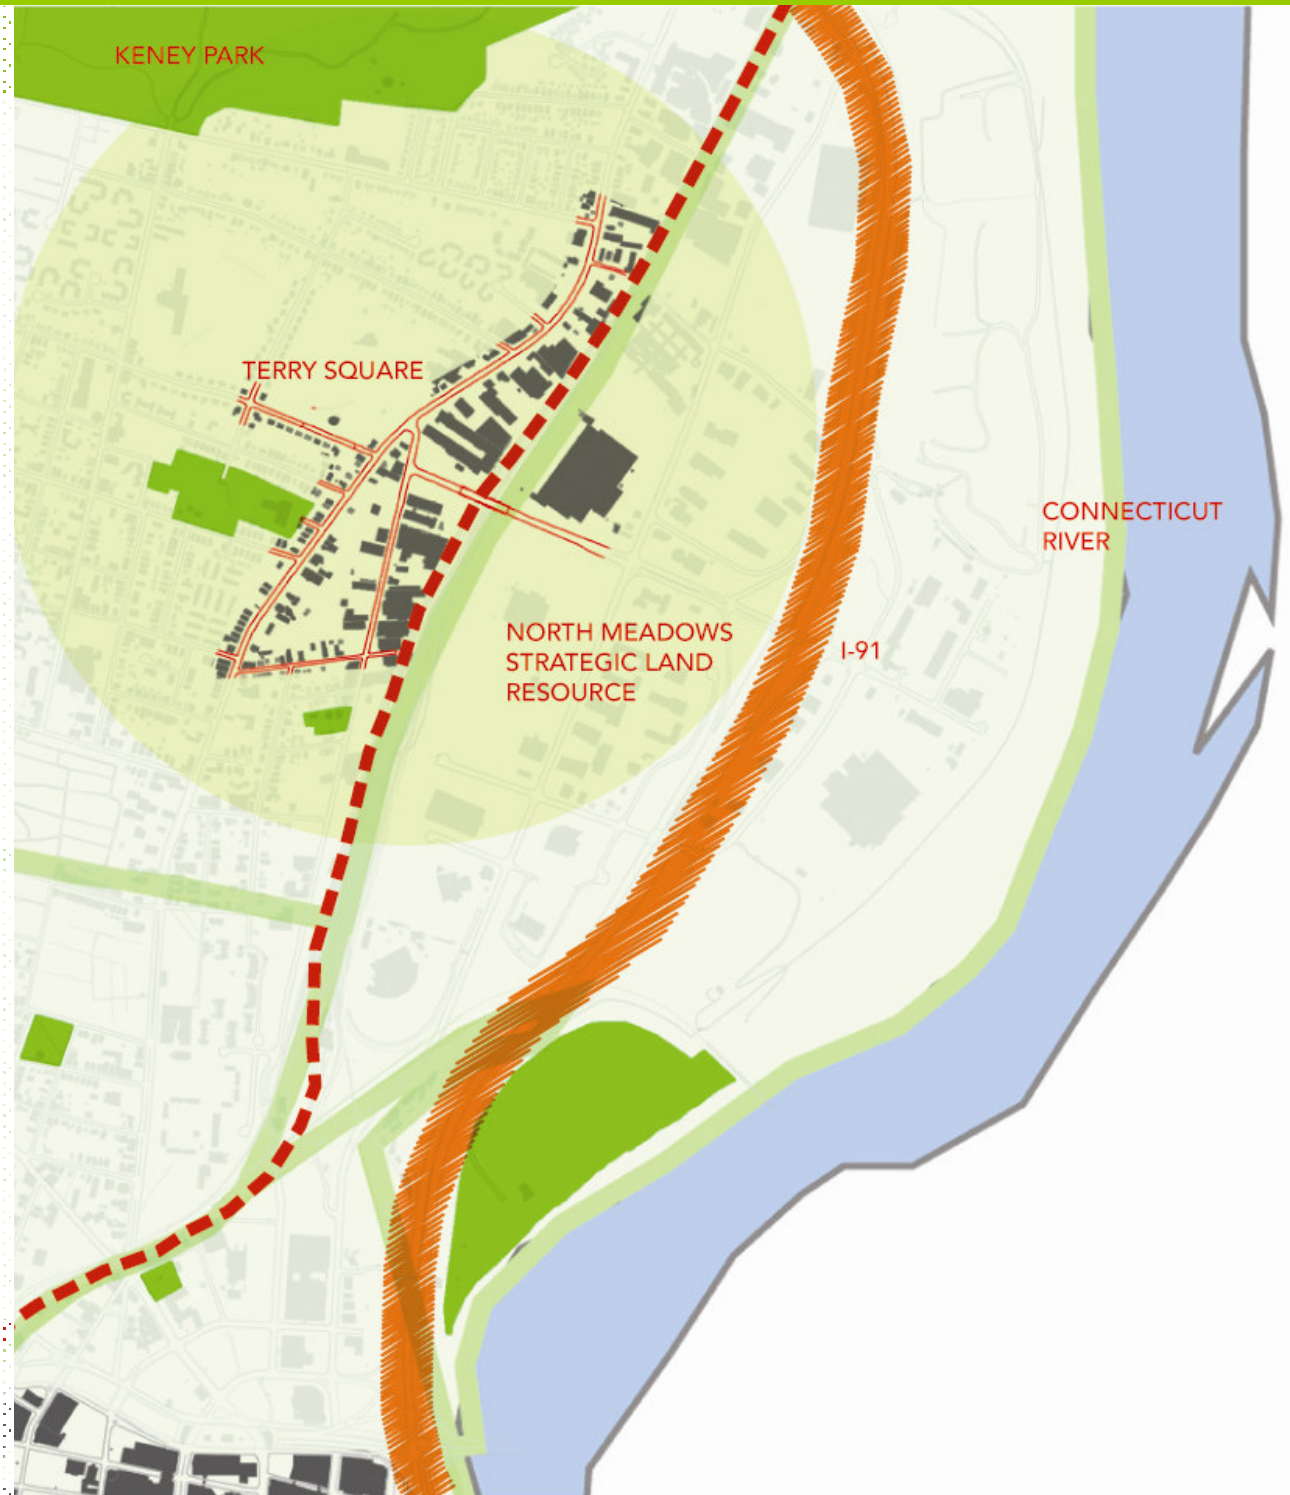 KENEY PARK
TERRY SQUARE
CONNECTICUT
RIVER
NORTH MEADOWS
STRATEGIC LAND
RESOURCE
I-91